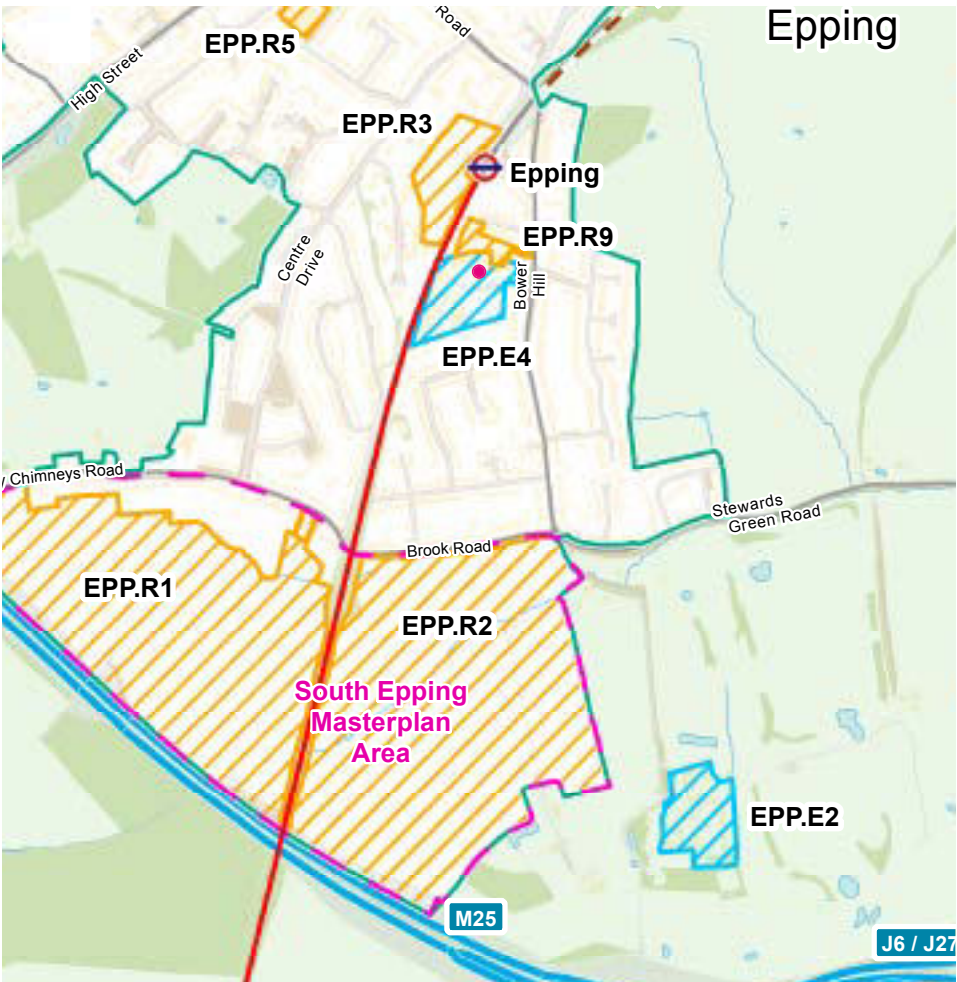 Epping
Road
EPP.R5
High Street
EPP.R3
Epping
EPP.R9
Centre
Drive
Bower
Hill
EPP.E4
y Chimneys Road
Stewards
Green Road
Brook Road
EPP.R1
EPP.R2
South Epping
Masterplan
Area
EPP.E2
M25
J6 / J27